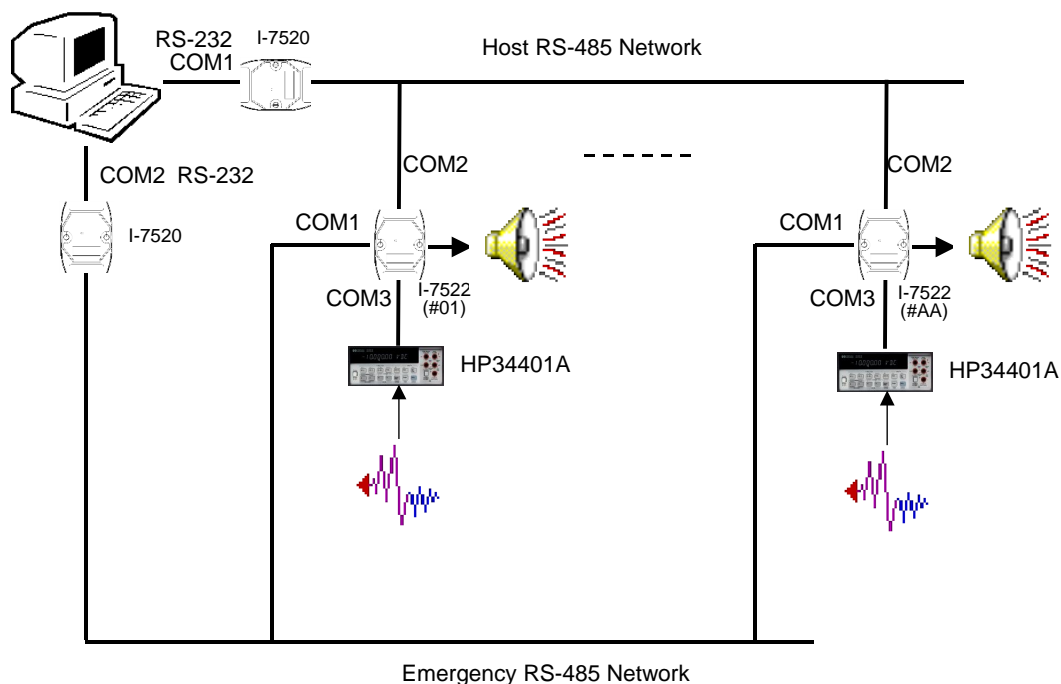 RS-232
COM1
I-7520
Host RS-485 Network
COM2 RS-232
I-7520
COM2
COM1
COM3
I-7522
(#01)
HP34401A
COM2
COM1
COM3
I-7522
(#AA)
HP34401A
Emergency RS-485 Network